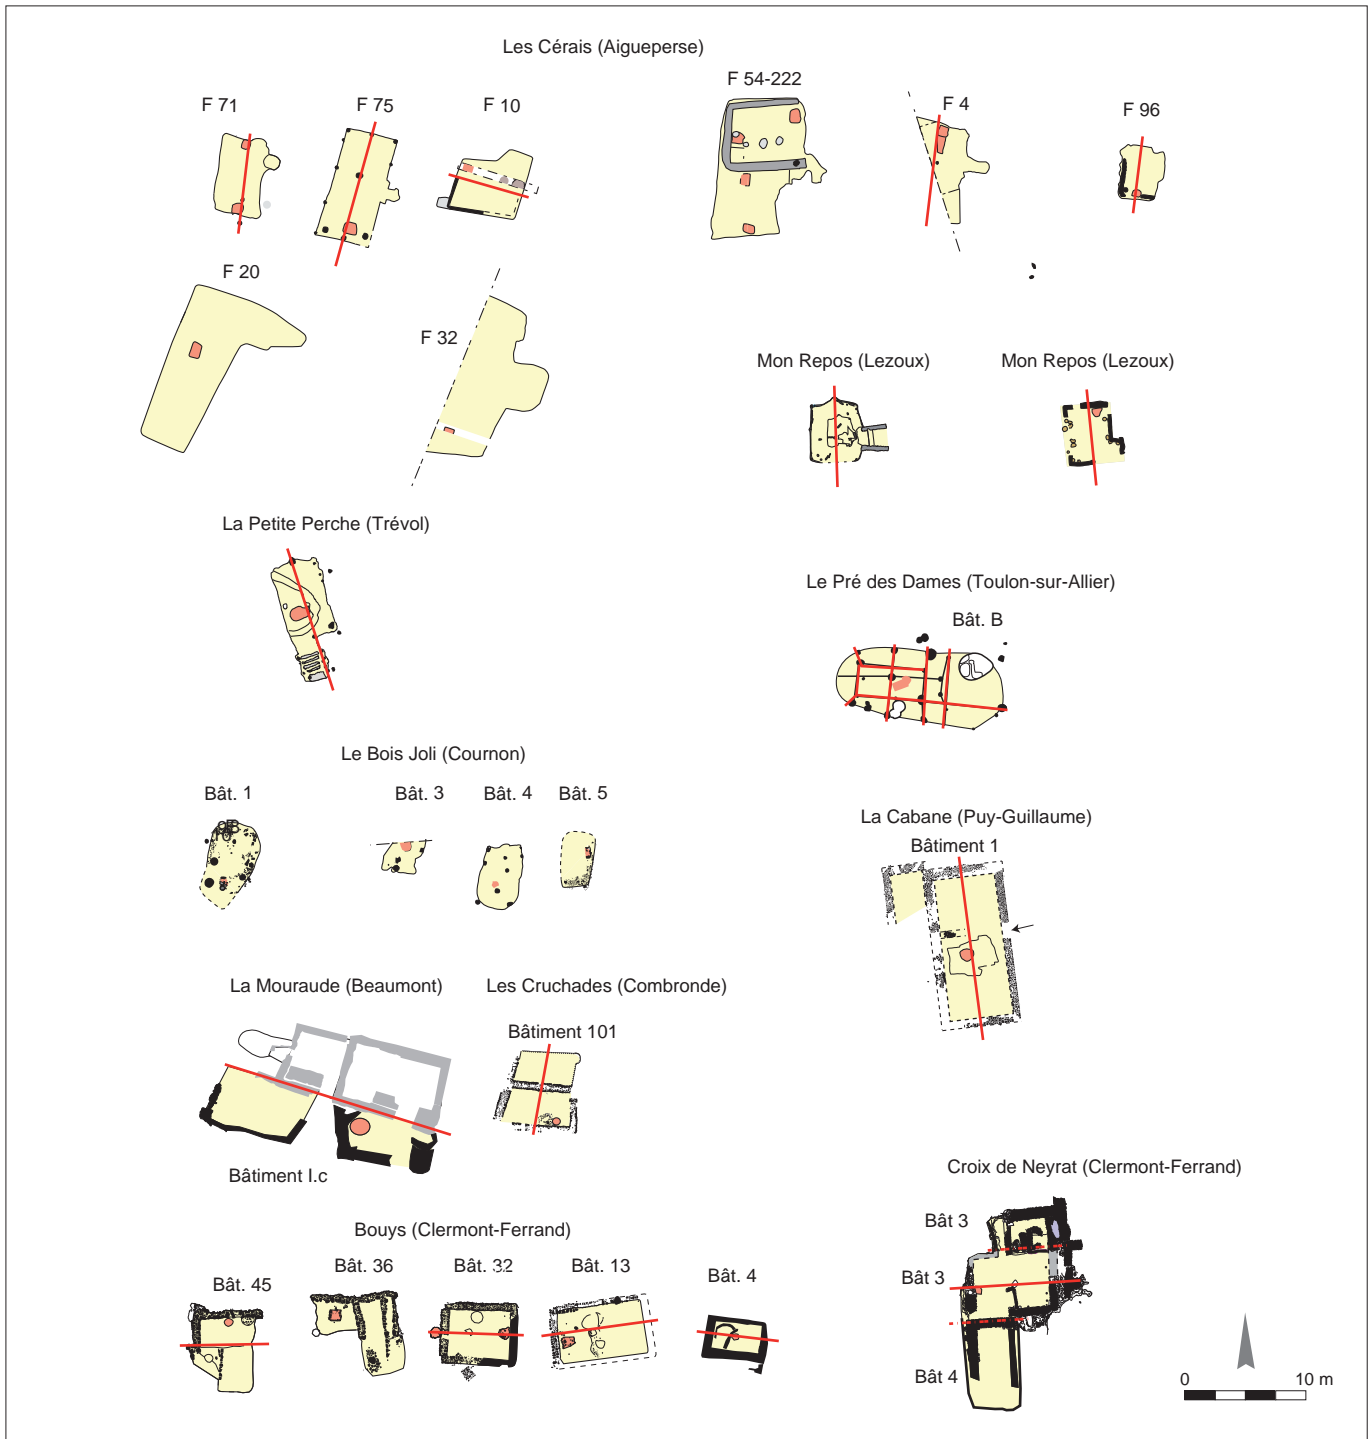 Les Cérais (Aigueperse)
F 71
F 75
F 10
F 54-222
F 4
F 96
F 20
F 32
Mon Repos (Lezoux)
Mon Repos (Lezoux)
La Petite Perche (Trévol)
Le Pré des Dames (Toulon-sur-Allier)
Bât. B
Le Bois Joli (Cournon)
Bât. 1
Bât. 3
Bât. 4
Bât. 5
La Cabane (Puy-Guillaume)
Bâtiment 1
La Mouraude (Beaumont)
Bâtiment I.c
Les Cruchades (Combronde)
Bâtiment 101
Croix de Neyrat (Clermont-Ferrand)
Bât 3
Bât 3
Bât 4
Bouys (Clermont-Ferrand)
Bât. 45
Bât. 36
Bât. 32
Bât. 13
Bât. 4
0 10 m